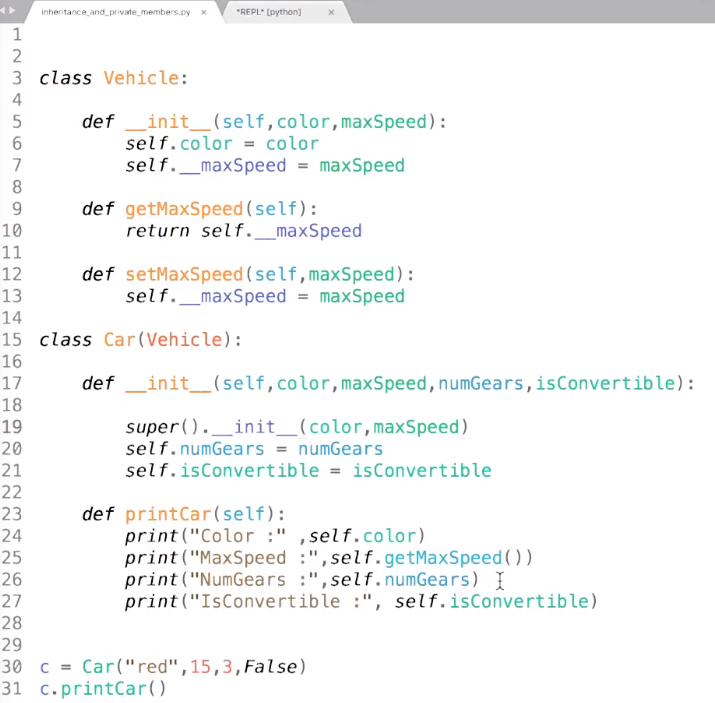 inheritance_and_private_members.py × *REPL* [python] ×
1
2
3 class Vehicle:
4
5     def __init__(self,color,maxSpeed):
6         self.color = color
7         self.__maxSpeed = maxSpeed
8
9     def getMaxSpeed(self):
10         return self.__maxSpeed
11
12     def setMaxSpeed(self,maxSpeed):
13         self.__maxSpeed = maxSpeed
14
15 class Car(Vehicle):
16
17     def __init__(self,color,maxSpeed,numGears,isConvertible):
18
19         super().__init__(color,maxSpeed)
20         self.numGears = numGears
21         self.isConvertible = isConvertible
22
23     def printCar(self):
24         print("Color :" ,self.color)
25         print("MaxSpeed :",self.getMaxSpeed())
26         print("NumGears :",self.numGears)
27         print("IsConvertible :", self.isConvertible)
28
29
30 c = Car("red",15,3,False)
31 c.printCar()